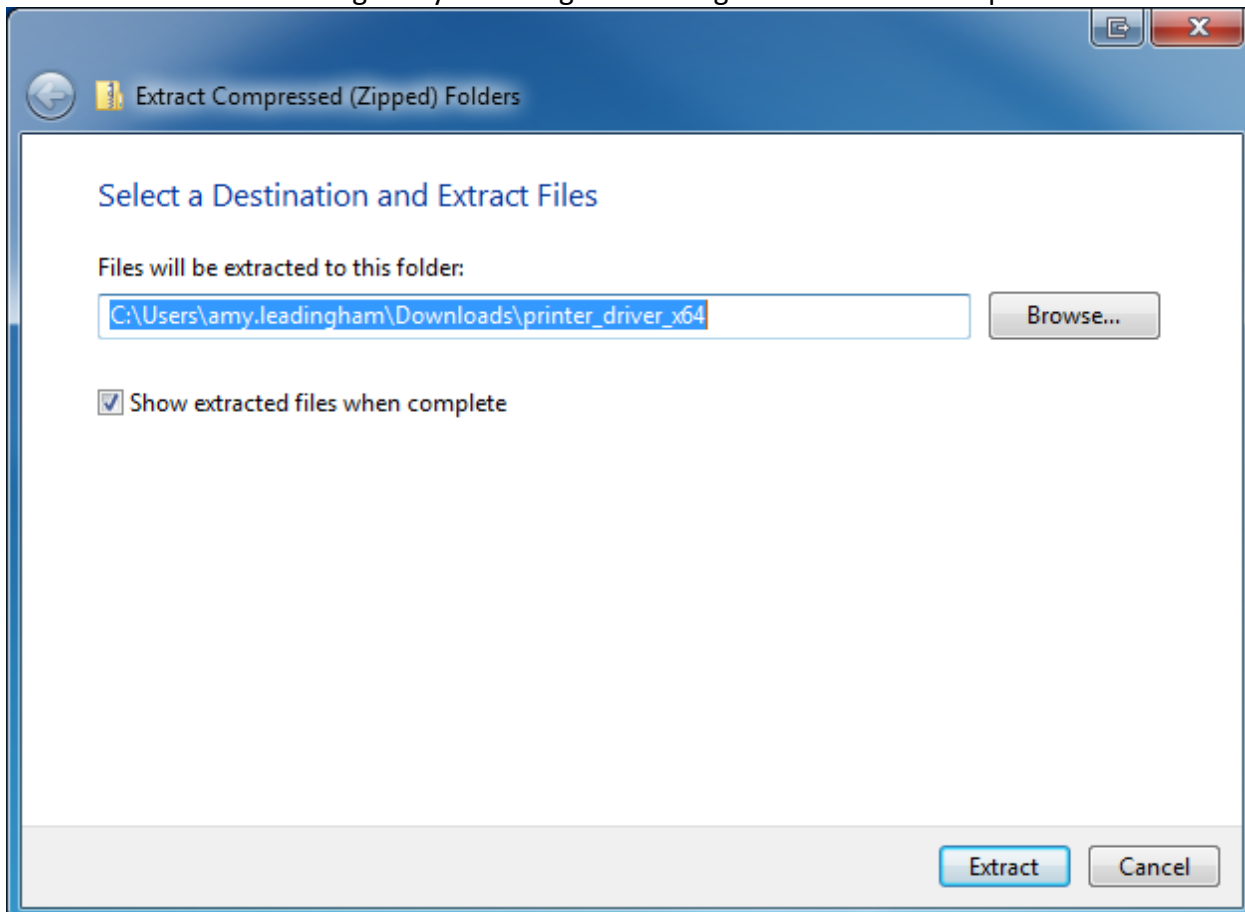 Extract Compressed (Zipped) Folders
Select a Destination and Extract Files
Files will be extracted to this folder:
C:\Users\amy.leadingham\Downloads\printer_driver_x64
Browse...
Show extracted files when complete
Extract
Cancel